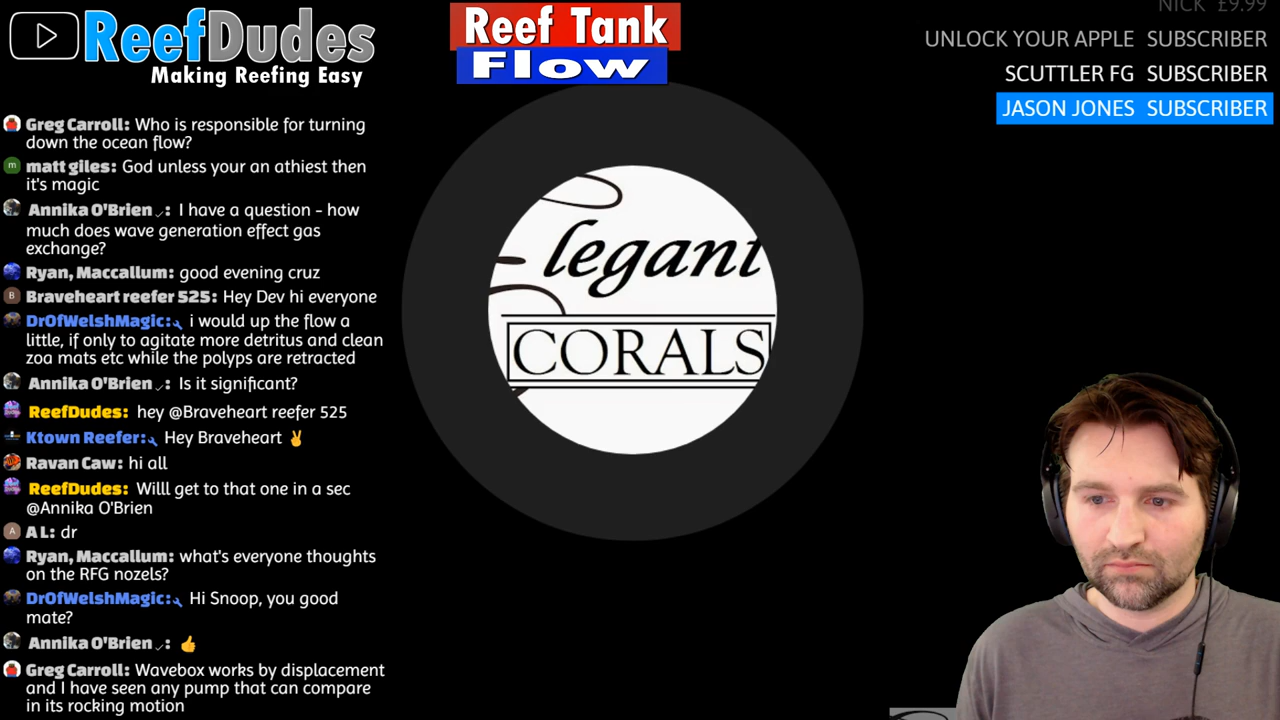 ReefDudes
Making Reefing Easy
Reef Tank
Flow
NICK £9.99
UNLOCK YOUR APPLE SUBSCRIBER
SCUTTLER FG SUBSCRIBER
JASON JONES SUBSCRIBER
Greg Carroll: Who is responsible for turning
down the ocean flow?
m matt giles: God unless your an athiest then
it's magic
Annika O'Brien: I have a question - how
much does wave generation effect gas
exchange?
Ryan, Maccallum: good evening cruz
B Braveheart reefer 525: Hey Dev hi everyone
DrOfWelshMagic: i would up the flow a
little, if only to agitate more detritus and clean
zoa mats etc while the polyps are retracted
Annika O'Brien: Is it significant?
ReefDudes: hey @Braveheart reefer 525
Ktown Reefer: Hey Braveheart ✌
Ravan Caw: hi all
ReefDudes: Willl get to that one in a sec
@Annika O'Brien
A A L: dr
Ryan, Maccallum: what's everyone thoughts
on the RFG nozels?
DrOfWelshMagic: Hi Snoop, you good
mate?
Annika O'Brien: 👍
Greg Carroll: Wavebox works by displacement
and I have seen any pump that can compare
in its rocking motion
Elegant
CORALS